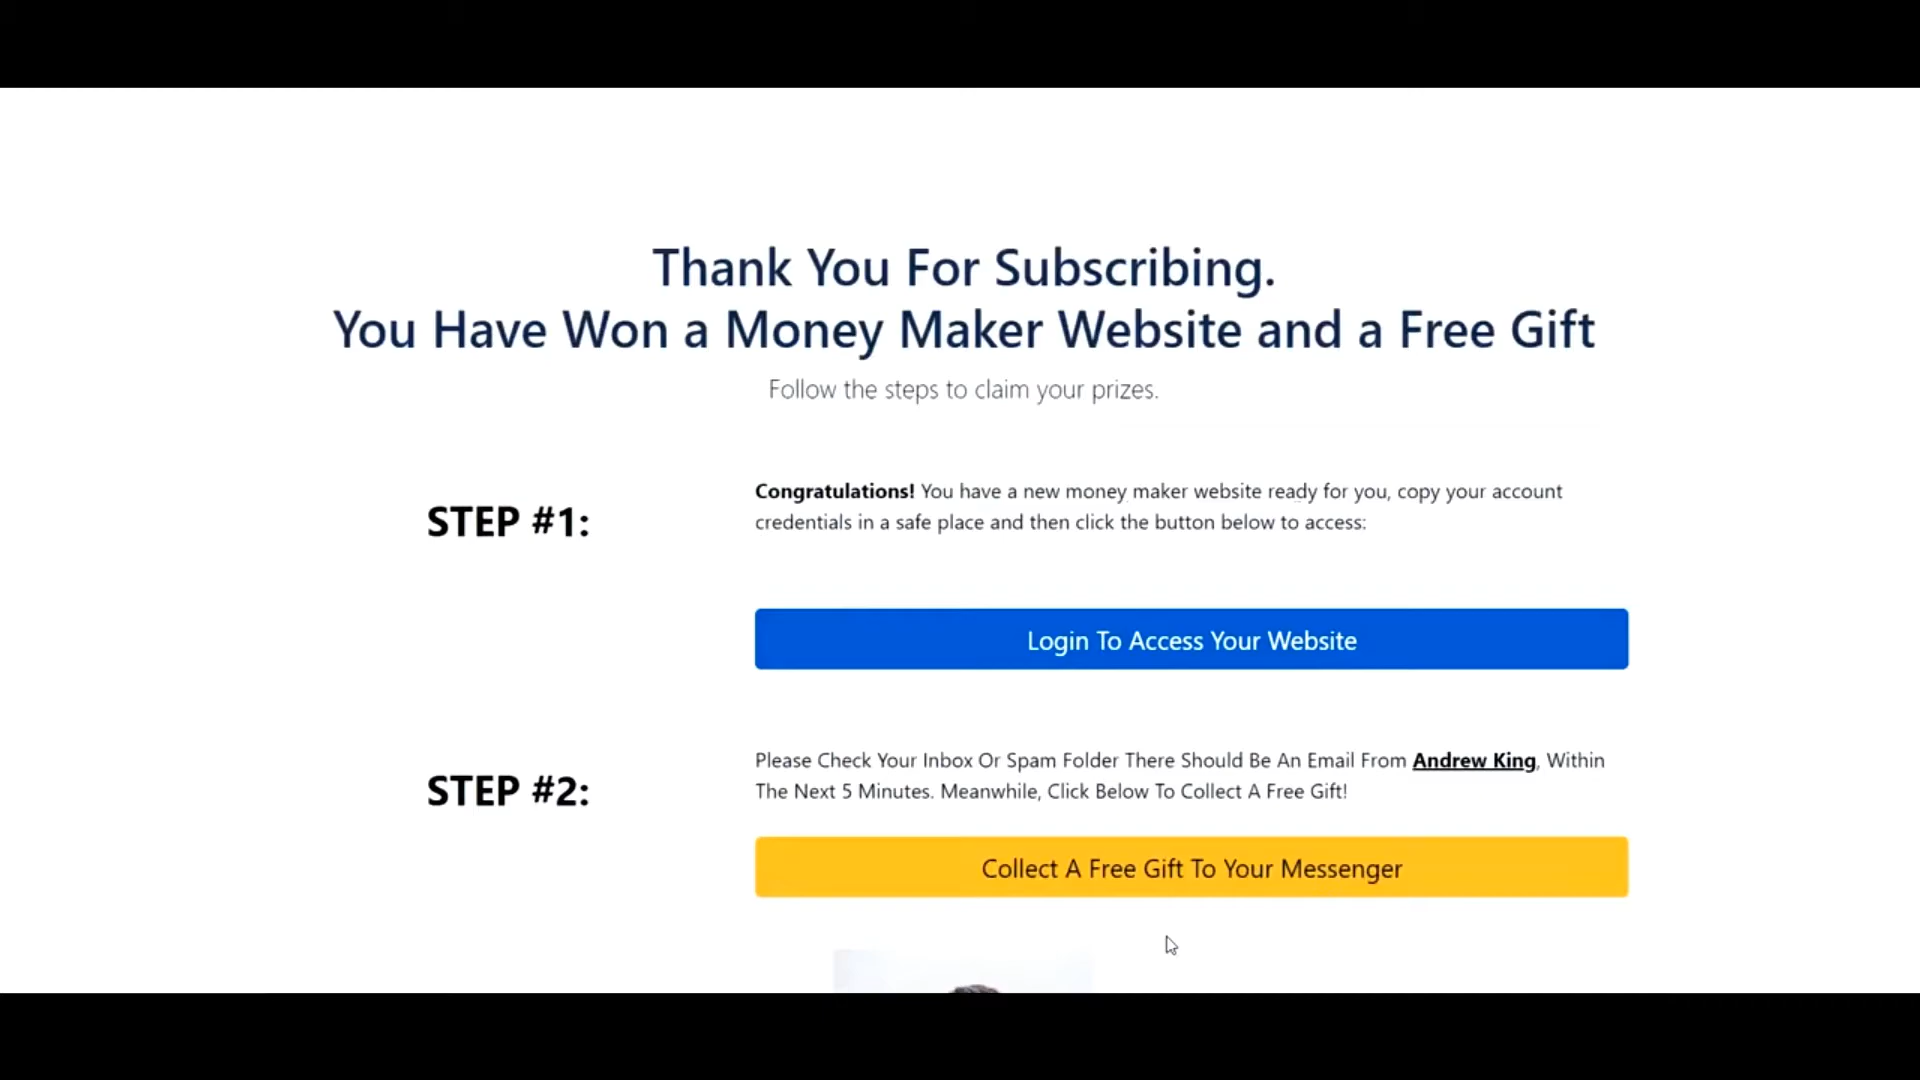 Thank You For Subscribing.
You Have Won a Money Maker Website and a Free Gift
Follow the steps to claim your prizes.
STEP #1:
Congratulations! You have a new money maker website ready for you, copy your account
credentials in a safe place and then click the button below to access:
Login To Access Your Website
STEP #2:
Please Check Your Inbox Or Spam Folder There Should Be An Email From Andrew King, Within
The Next 5 Minutes. Meanwhile, Click Below To Collect A Free Gift!
Collect A Free Gift To Your Messenger